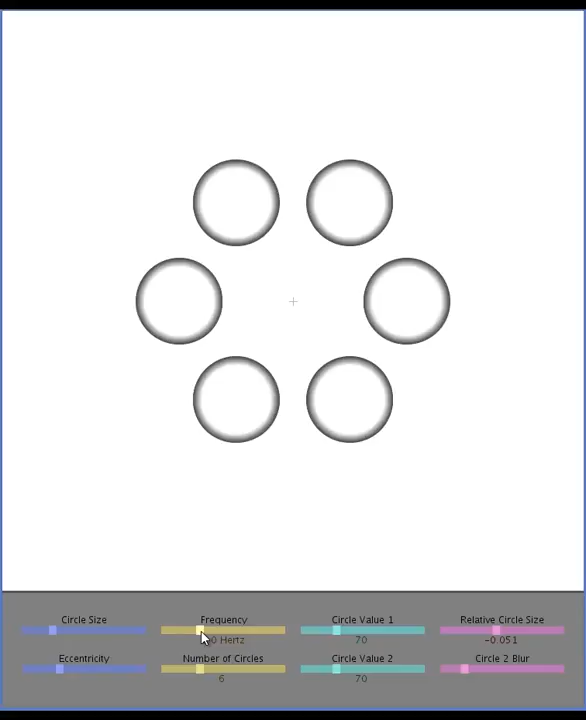 Circle Size
Frequency
Circle Value 1
Relative Circle Size
Hertz
70
-0.051
Eccentricity
Number of Circles
Circle Value 2
Circle 2 Blur
6
70